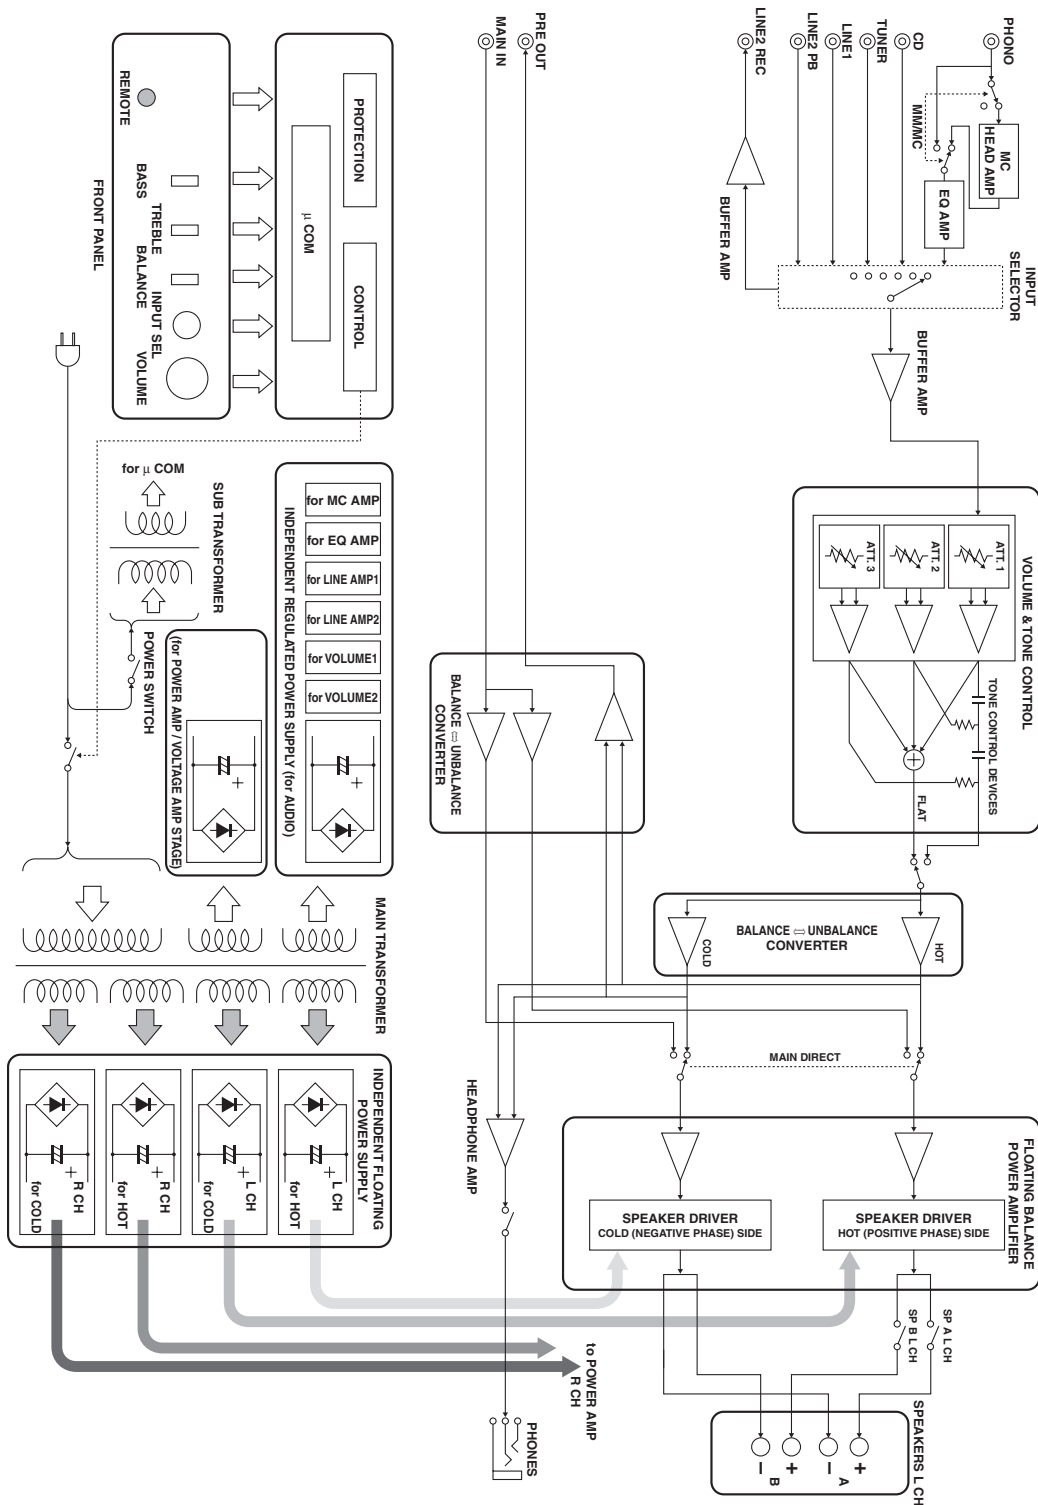 PHONO
CD
TUNER
LINE1
LINE2 PB
LINE2 REC
PRE OUT
MAIN IN
MM/MC
MC
HEAD AMP
EQ AMP
INPUT
SELECTOR
BUFFER AMP
BUFFER AMP
VOLUME & TONE CONTROL
ATT. 1
ATT. 2
ATT. 3
TONE CONTROL DEVICES
FLAT
BALANCE ⇔ UNBALANCE
CONVERTER
HOT
COLD
BALANCE ⇔ UNBALANCE
CONVERTER
MAIN DIRECT
FLOATING BALANCE
POWER AMPLIFIER
SPEAKER DRIVER
HOT (POSITIVE PHASE) SIDE
SPEAKER DRIVER
COLD (NEGATIVE PHASE) SIDE
SP A L CH
SP B L CH
SPEAKERS L CH
+
−
A
+
−
B
HEADPHONE AMP
PHONES
PROTECTION
CONTROL
μ COM
REMOTE
BASS
TREBLE
BALANCE
INPUT SEL
VOLUME
FRONT PANEL
for μ COM
SUB TRANSFORMER
POWER SWITCH
for MC AMP
for EQ AMP
for LINE AMP1
for LINE AMP2
for VOLUME1
for VOLUME2
+
INDEPENDENT REGULATED POWER SUPPLY (for AUDIO)
(for POWER AMP / VOLTAGE AMP STAGE)
+
MAIN TRANSFORMER
INDEPENDENT FLOATING
POWER SUPPLY
+
L CH
for HOT
+
L CH
for COLD
+
R CH
for HOT
+
R CH
for COLD
to POWER AMP
R CH